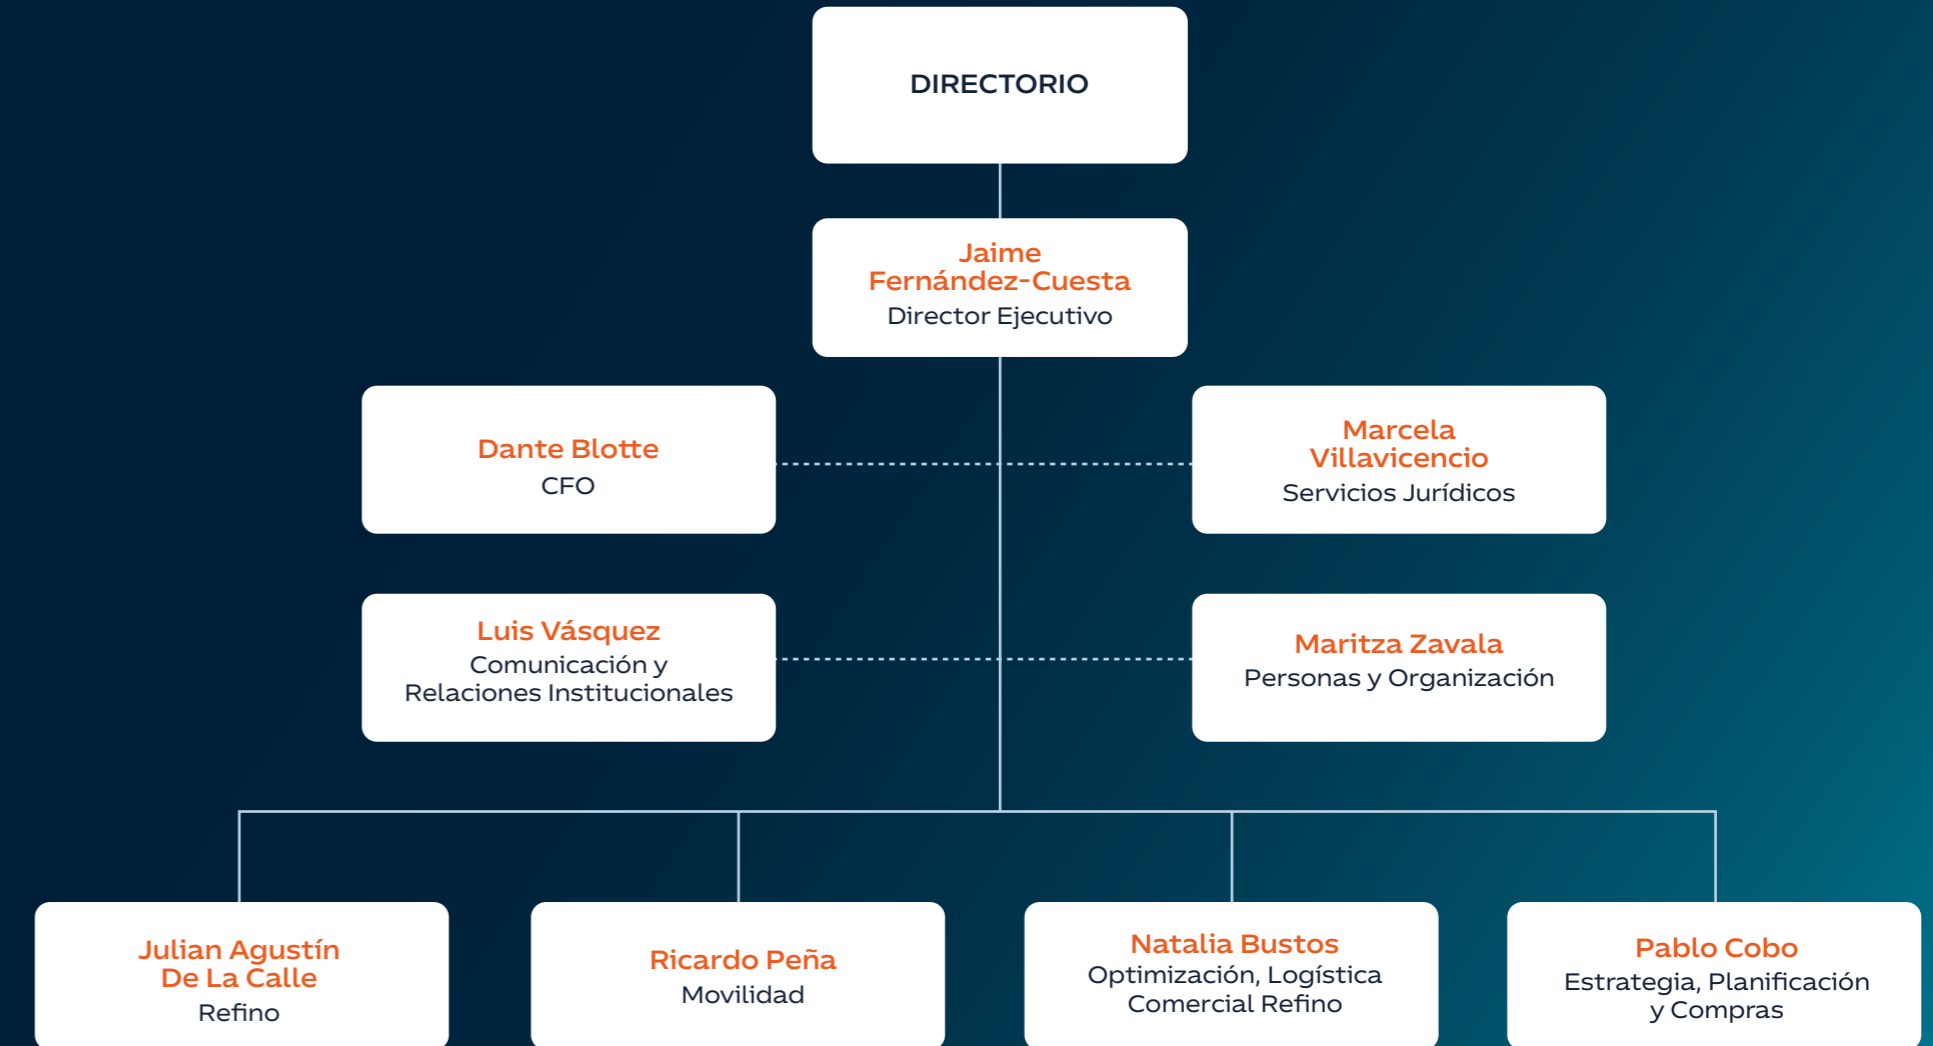 DIRECTORIO
Jaime
Fernández-Cuesta
Director Ejecutivo
Dante Blotte
CFO
Marcela
Villavicencio
Servicios Jurídicos
Luis Vásquez
Comunicación y
Relaciones Institucionales
Maritza Zavala
Personas y Organización
Julian Agustín
De La Calle
Refino
Ricardo Peña
Movilidad
Natalia Bustos
Optimización, Logística
Comercial Refino
Pablo Cobo
Estrategia, Planificación
y Compras